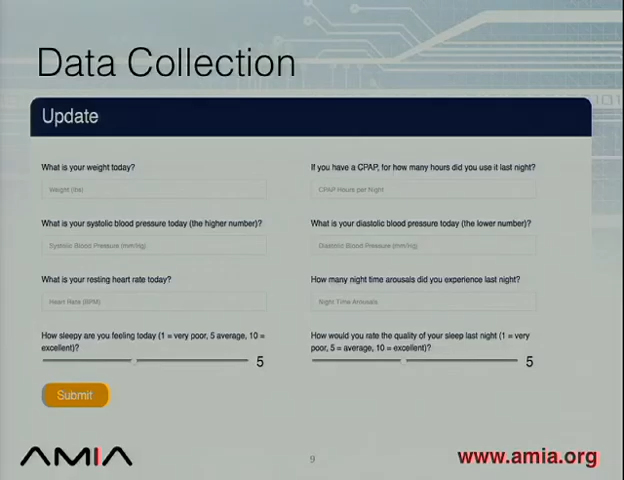 Data Collection
Update
What is your weight today?
Weight (lbs)
If you have a CPAP, for how many hours did you use it last night?
CPAP Hours per Night
What is your systolic blood pressure today (the higher number)?
Systolic Blood Pressure (mm/Hg)
What is your diastolic blood pressure today (the lower number)?
Diastolic Blood Pressure (mm/Hg)
What is your resting heart rate today?
Heart Rate (BPM)
How many night time arousals did you experience last night?
Night Time Arousals
How sleepy are you feeling today (1 = very poor, 5 average, 10 =
excellent)?
5
How would you rate the quality of your sleep last night (1 = very
poor, 5 = average, 10 = excellent)?
5
Submit
AMIA
9
www.amia.org